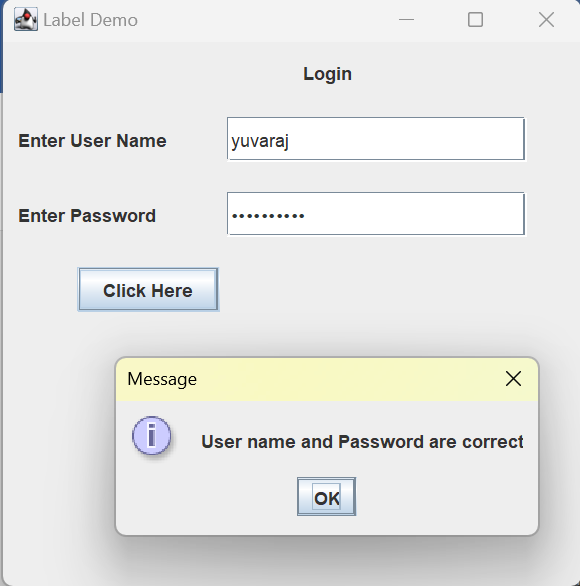 Label Demo
Login
Enter User Name
yuvaraj
Enter Password
••••••••••
Click Here
Message
User name and Password are correct
OK